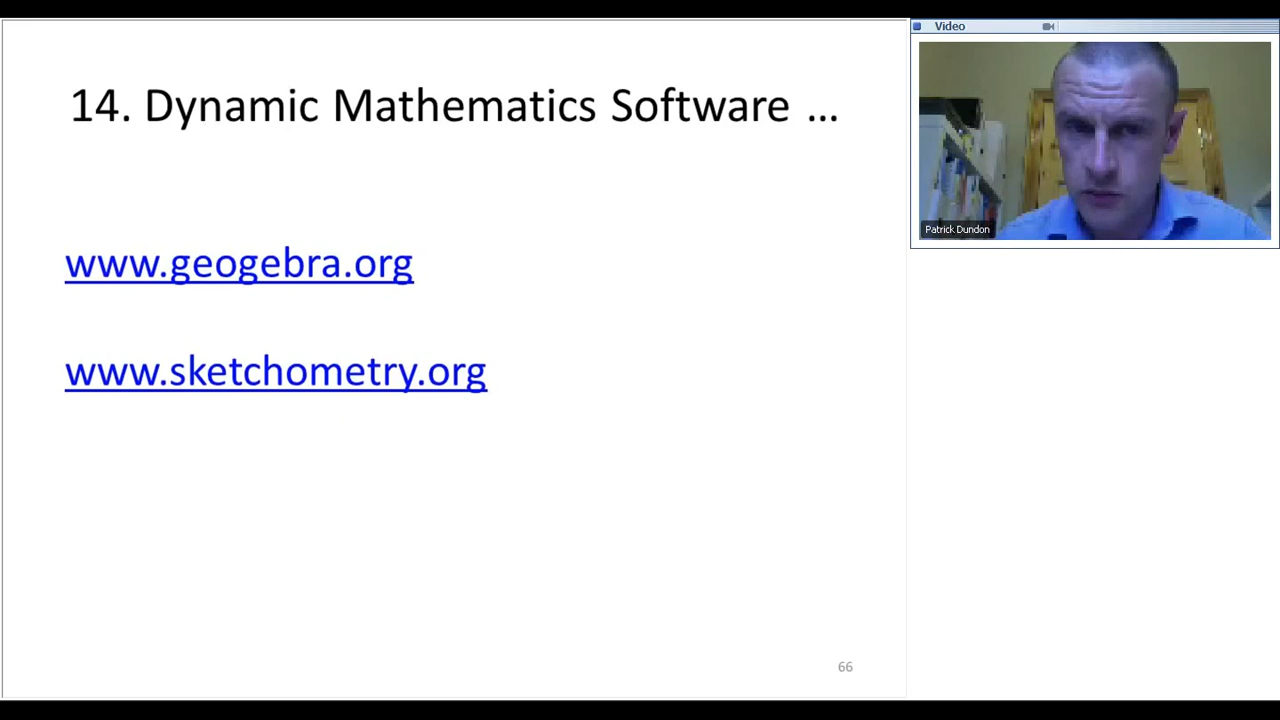 14. Dynamic Mathematics Software ...
www.geogebra.org
www.sketchometry.org
66
Video
Patrick Dundon